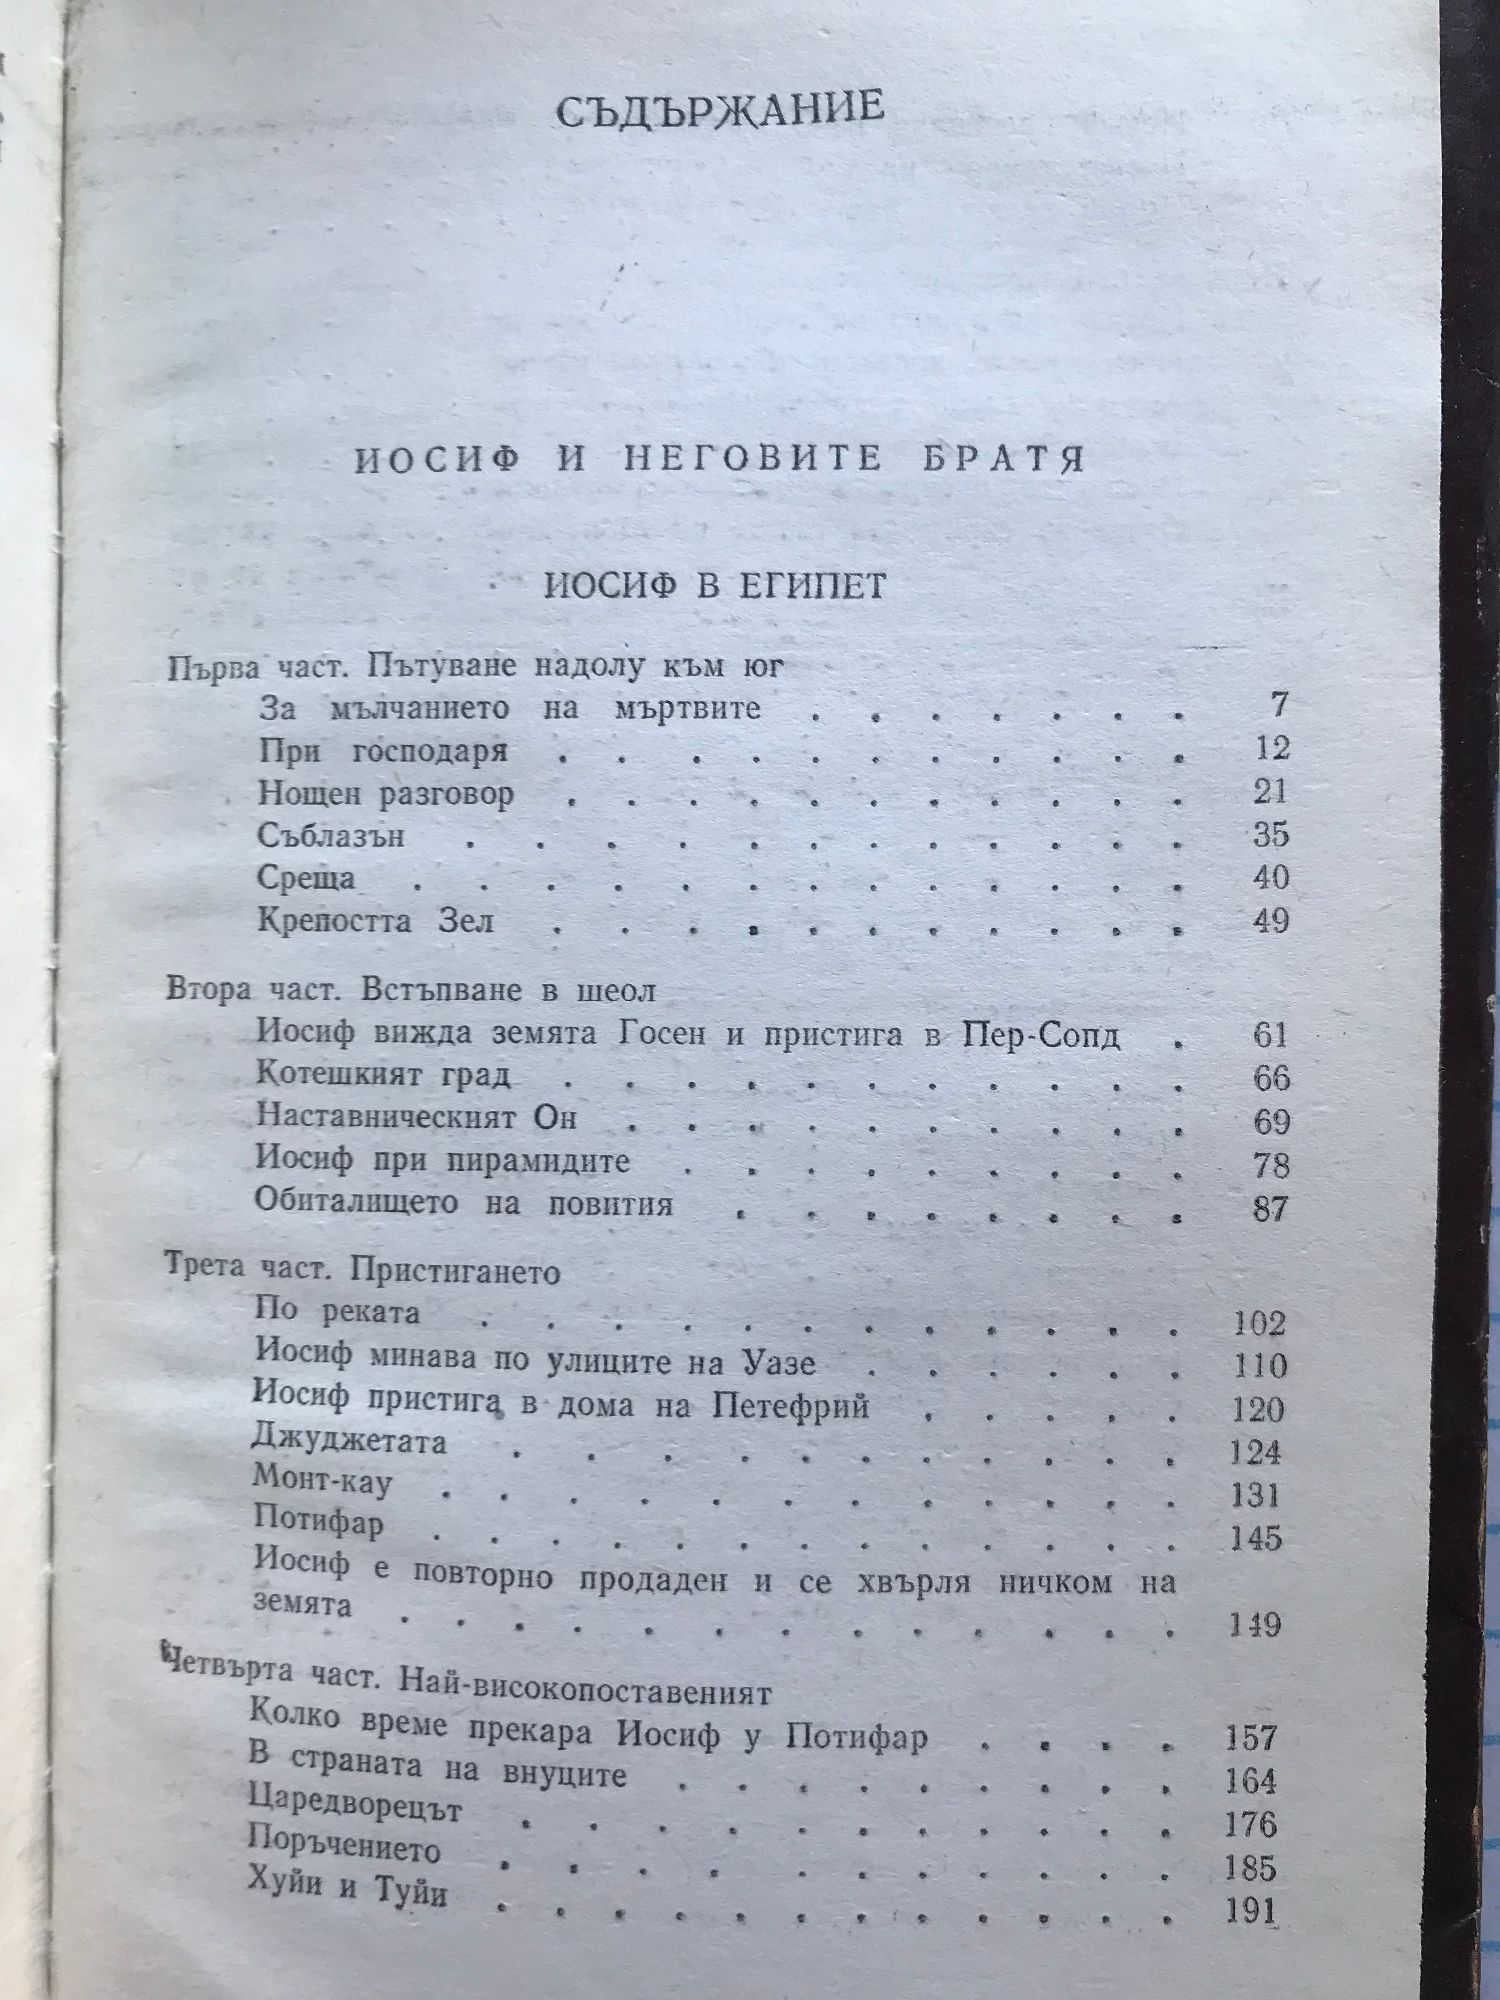 СЪДЪРЖАНИЕ
ИОСИФ И НЕГОВИТЕ БРАТЯ
ИОСИФ В ЕГИПЕТ
Първа част. Пътуване надолу към юг
За мълчанието на мъртвите . . . . . . . 7
При господаря . . . . . . . . . . . 12
Нощен разговор . . . . . . . . . . . 21
Съблазън . . . . . . . . . . . . 35
Среща . . . . . . . . . . . . . 40
Крепостта Зел . . . . . . . . . . . 49
Втора част. Встъпване в шеол
Иосиф вижда земята Госен и пристига в Пер-Сопд . 61
Котешкият град . . . . . . . . . . . 66
Наставническият Он . . . . . . . . . . 69
Иосиф при пирамидите . . . . . . . . . 78
Обиталището на повития . . . . . . . . 87
Трета част. Пристигането
По реката . . . . . . . . . . . . 102
Иосиф минава по улиците на Уазе . . . . . . 110
Иосиф пристига в дома на Петефрий . . . . . 120
Джуджетата . . . . . . . . . . . 124
Монт-кау . . . . . . . . . . . . 131
Потифар . . . . . . . . . . . . . 145
Иосиф е повторно продаден и се хвърля ничком на
земята . . . . . . . . . . . . . 149
Четвърта част. Най-високопоставеният
Колко време прекара Иосиф у Потифар . . . . 157
В страната на внуците . . . . . . . . . 164
Царедворецът . . . . . . . . . . . 176
Поръчението . . . . . . . . . . . 185
Хуйи и Туйи . . . . . . . . . . . . 191